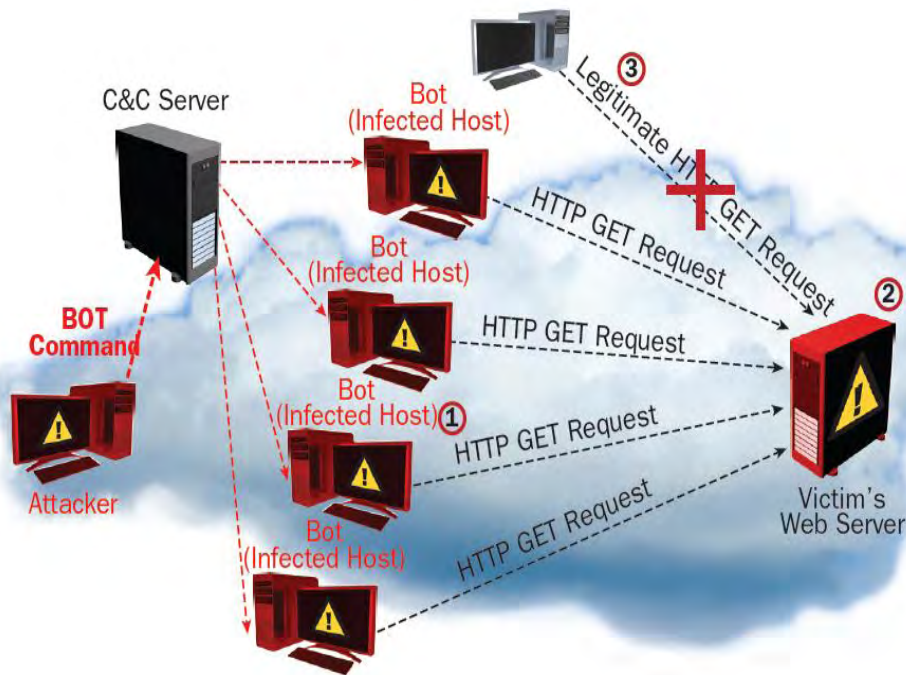 C&C Server
BOT
Command
Attacker
Bot
(Infected Host)
Bot
(Infected Host)
Bot
(Infected Host) 1
Bot
(Infected Host)
3
Legitimate HTTP GET Request
HTTP GET Request
HTTP GET Request
HTTP GET Request
HTTP GET Request
2
Victim's
Web Server